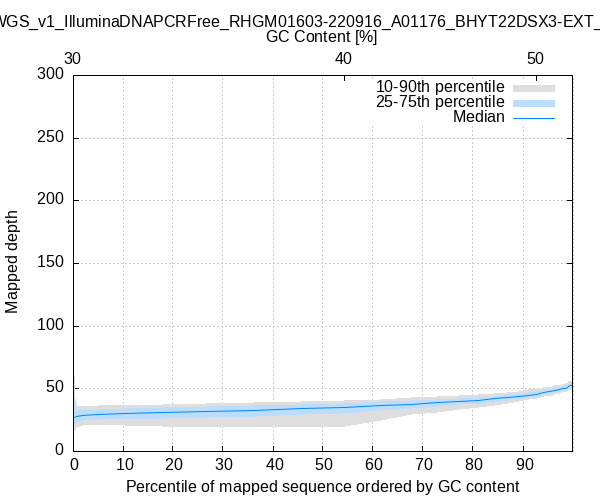 WGS_v1_IlluminaDNAPCRFree_RHGM01603-220916_A01176_BHYT22DSX3-EXT_
GC Content [%]
30 40 50
300
250
200
150
100
50
0
Mapped depth
10-90th percentile
25-75th percentile
Median
0 10 20 30 40 50 60 70 80 90
Percentile of mapped sequence ordered by GC content